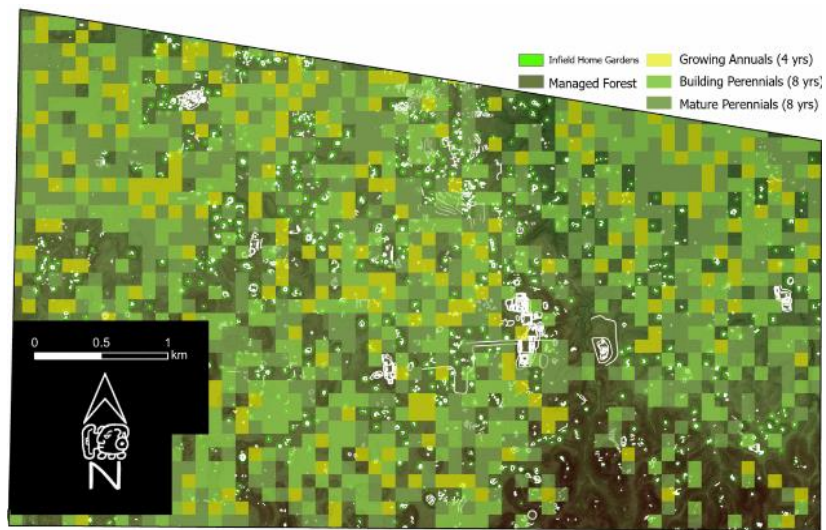 Infield Home Gardens
Managed Forest
Growing Annuals (4 yrs)
Building Perennials (8 yrs)
Mature Perennials (8 yrs)
0 0.5 1
km
N